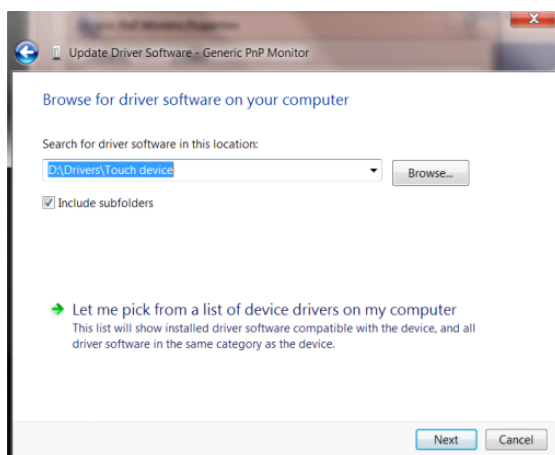 Update Driver Software - Generic PnP Monitor
Browse for driver software on your computer
Search for driver software in this location:
D:\Drivers\Touch device
Browse...
Include subfolders
Let me pick from a list of device drivers on my computer
This list will show installed driver software compatible with the device, and all
driver software in the same category as the device.
Next
Cancel